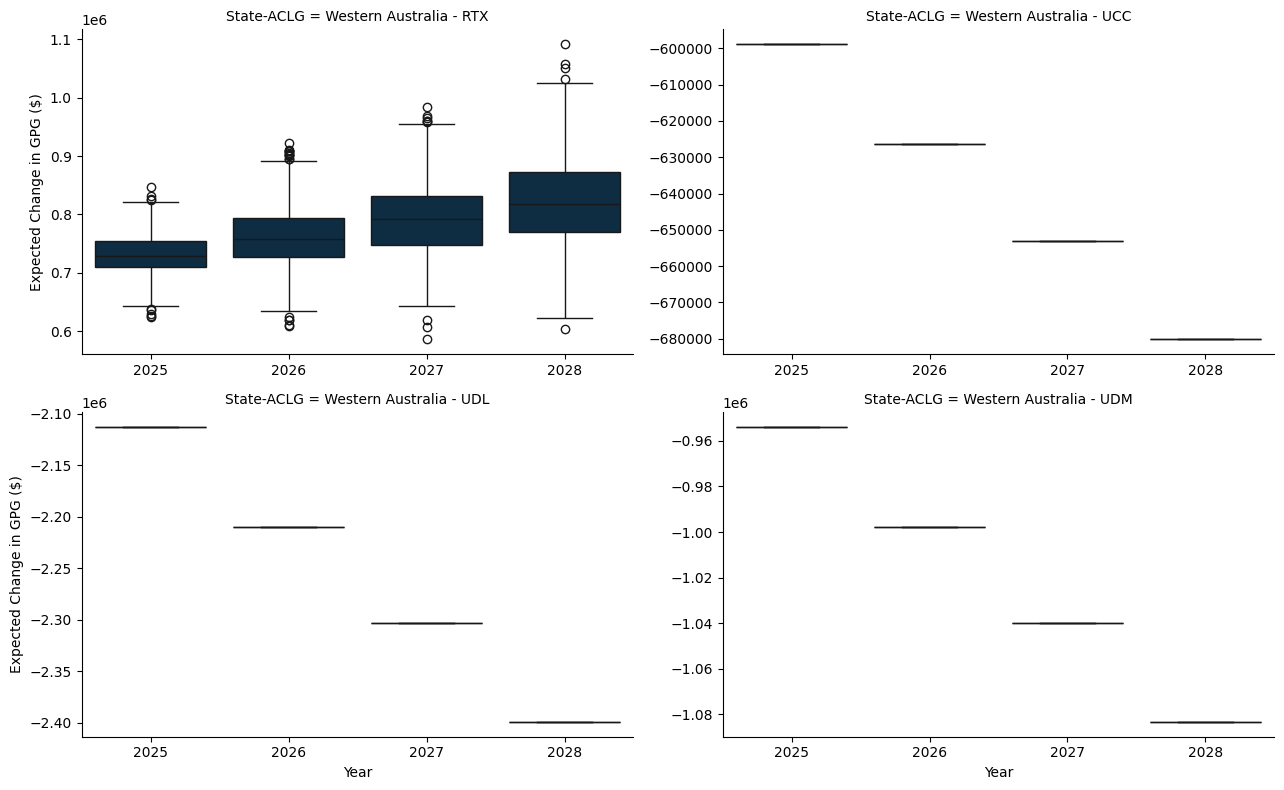 State-ACLG = Western Australia - RTX
1e6
Expected Change in GPG ($)
1.1
1.0
0.9
0.8
0.7
0.6
2025 2026 2027 2028
State-ACLG = Western Australia - UCC
−600000
−610000
−620000
−630000
−640000
−650000
−660000
−670000
−680000
2025 2026 2027 2028
State-ACLG = Western Australia - UDL
1e6
Expected Change in GPG ($)
−2.10
−2.15
−2.20
−2.25
−2.30
−2.35
−2.40
2025 2026 2027 2028
Year
State-ACLG = Western Australia - UDM
1e6
−0.96
−0.98
−1.00
−1.02
−1.04
−1.06
−1.08
2025 2026 2027 2028
Year